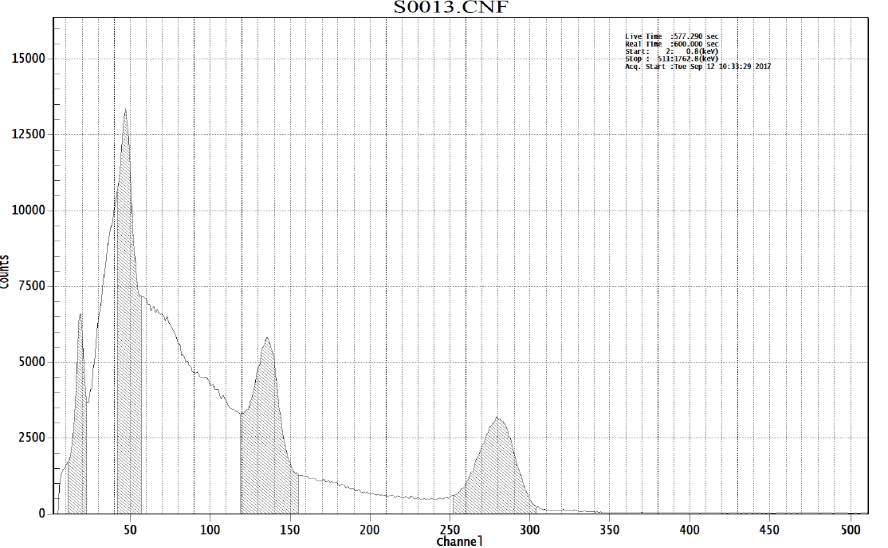 S0013.CNF
Live Time :577.290 sec
Real Time :600.000 sec
Start: 2: 0.8(keV)
Stop : 511:1762.8(keV)
Acq. Start :Tue Sep 12 10:33:29 2017
15000
12500
10000
7500
5000
2500
0
Counts
50 100 150 200 250 300 350 400 450 500
Channel